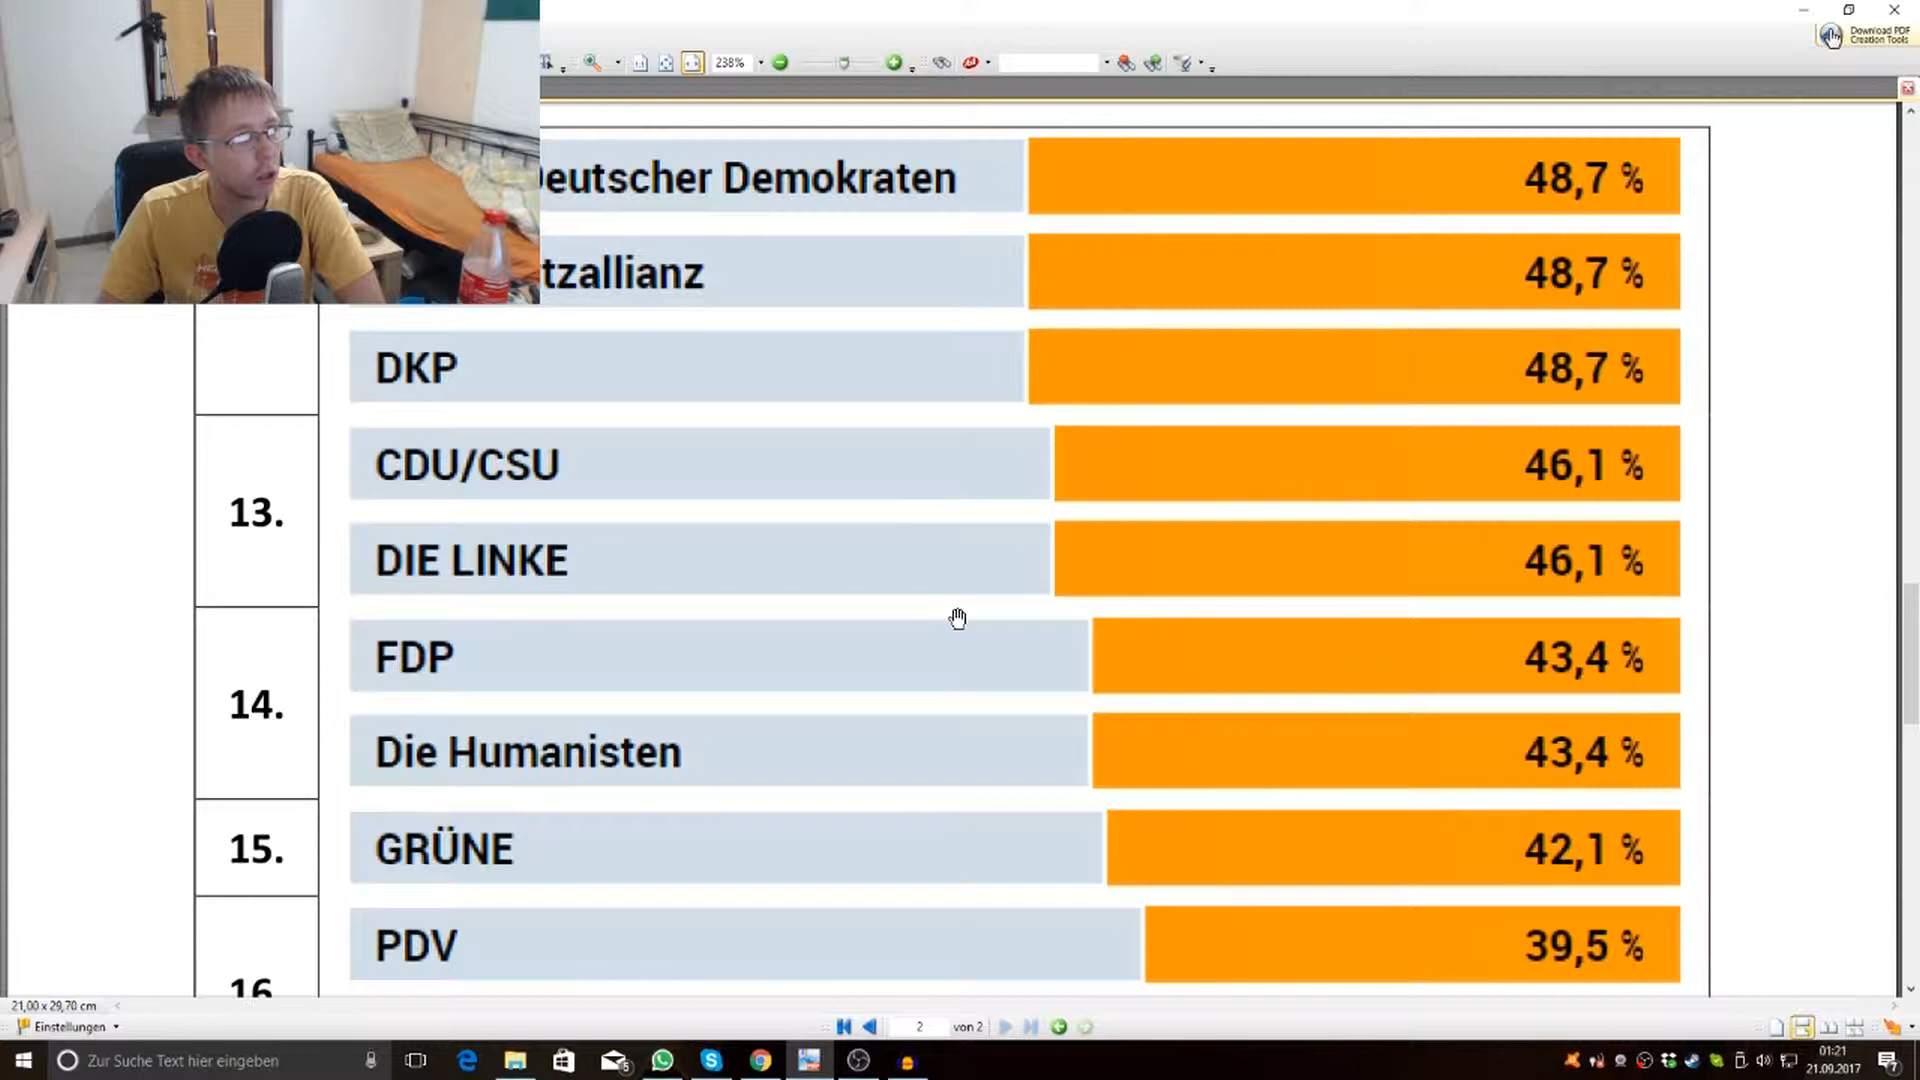 Download PDF
Creation Tools
238%
eutscher Demokraten 48,7 %
tzallianz 48,7 %
DKP 48,7 %
13. CDU/CSU 46,1 %
DIE LINKE 46,1 %
14. FDP 43,4 %
Die Humanisten 43,4 %
15. GRÜNE 42,1 %
PDV 39,5 %
16
21,00 x 29,70 cm
Einstellungen
2 von 2
Zur Suche Text hier eingeben
01:21
21.09.2017